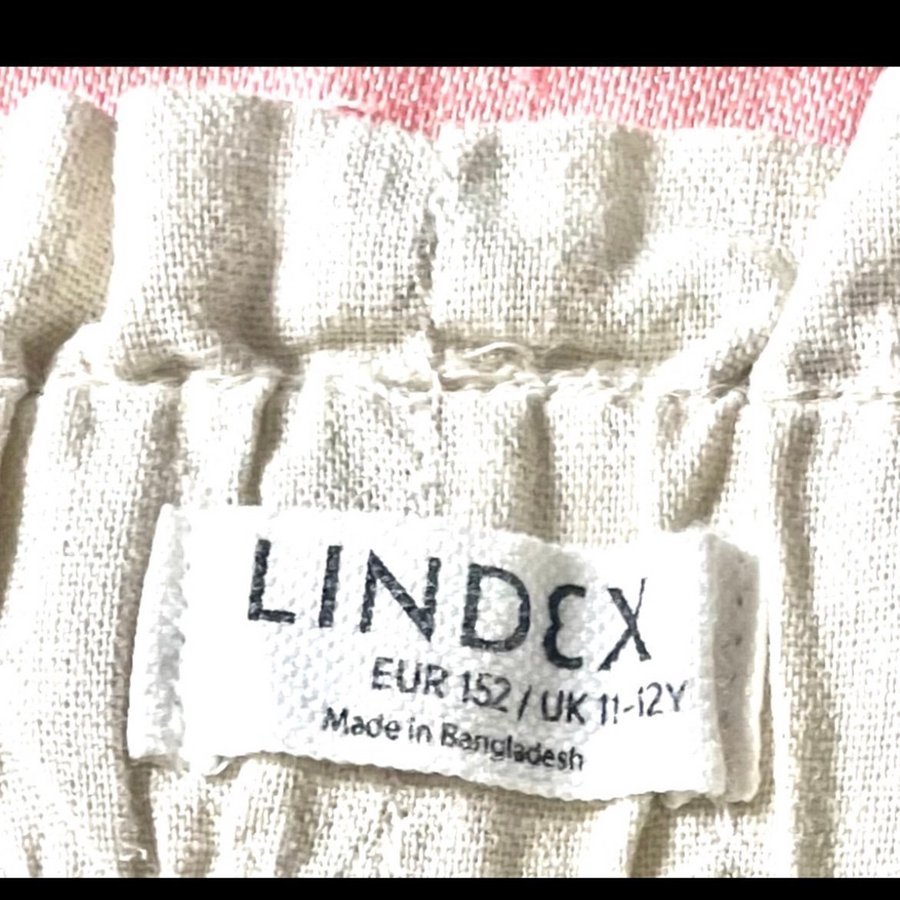 LINDEX
EUR 152 / UK 11-12Y
Made in Bangladesh